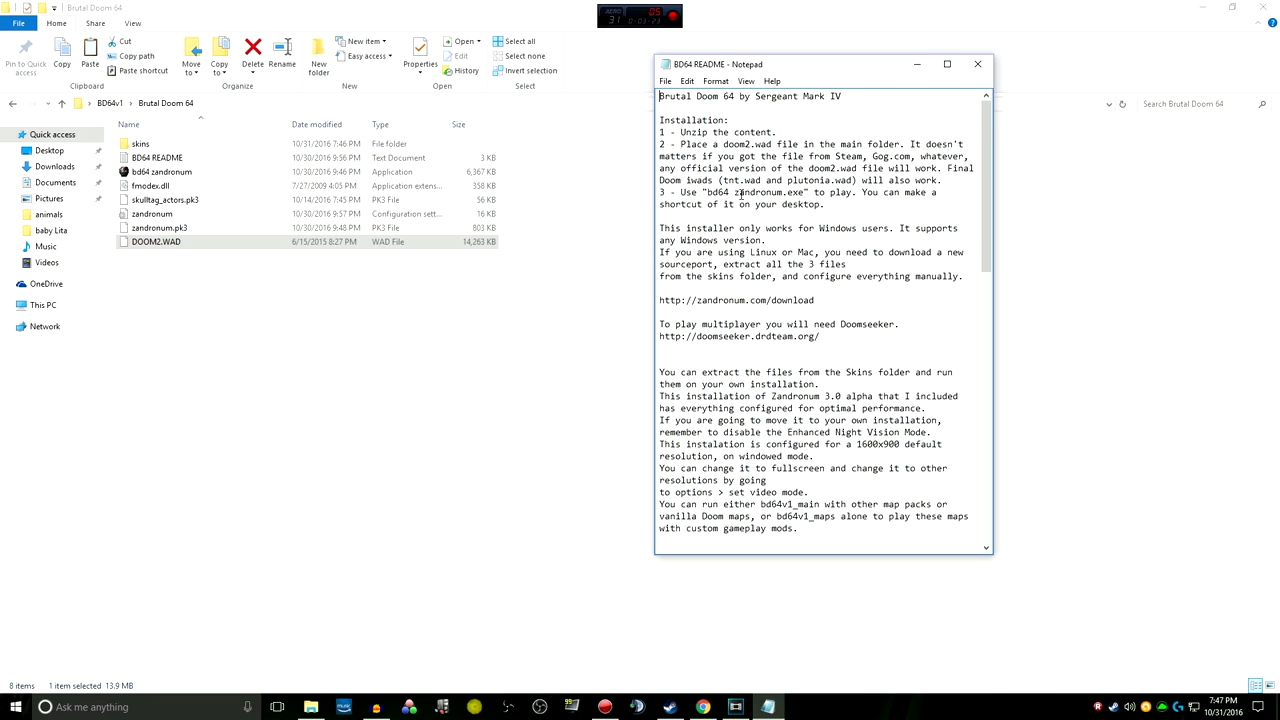 Brutal Doom 64
File
Home
Share
View
Pin to Quick
access
Copy
Paste
Cut
Copy path
Paste shortcut
Clipboard
Move
to
Copy
to
Delete
Rename
Organize
New
folder
New item
Easy access
New
Properties
Open
Edit
History
Open
Select all
Select none
Invert selection
Select
BD64v1 > Brutal Doom 64
Search Brutal Doom 64
Quick access
Desktop
Downloads
Documents
Pictures
animals
baby Lita
Music
Videos
OneDrive
This PC
Network
Name Date modified Type Size
skins 10/31/2016 7:46 PM File folder
BD64 README 10/30/2016 9:56 PM Text Document 3 KB
bd64 zandronum 10/30/2016 9:46 PM Application 6,367 KB
fmodex.dll 7/27/2009 4:05 PM Application extens... 358 KB
skulltag_actors.pk3 10/14/2016 7:45 PM PK3 File 56 KB
zandronum 10/30/2016 9:57 PM Configuration sett... 16 KB
zandronum.pk3 10/30/2016 9:48 PM PK3 File 803 KB
DOOM2.WAD 6/15/2015 8:27 PM WAD File 14,263 KB
BD64 README - Notepad
File Edit Format View Help
Brutal Doom 64 by Sergeant Mark IV
Installation:
1 - Unzip the content.
2 - Place a doom2.wad file in the main folder. It doesn't
matters if you got the file from Steam, Gog.com, whatever,
any official version of the doom2.wad file will work. Final
Doom iwads (tnt.wad and plutonia.wad) will also work.
3 - Use "bd64 zandronum.exe" to play. You can make a
shortcut of it on your desktop.
This installer only works for Windows users. It supports
any Windows version.
If you are using Linux or Mac, you need to download a new
sourceport, extract all the 3 files
from the skins folder, and configure everything manually.
http://zandronum.com/download
To play multiplayer you will need Doomseeker.
http://doomseeker.drdteam.org/
You can extract the files from the Skins folder and run
them on your own installation.
This installation of Zandronum 3.0 alpha that I included
has everything configured for optimal performance.
If you are going to move it to your own installation,
remember to disable the Enhanced Night Vision Mode.
This instalation is configured for a 1600x900 default
resolution, on windowed mode.
You can change it to fullscreen and change it to other
resolutions by going
to options > set video mode.
You can run either bd64v1_main with other map packs or
vanilla Doom maps, or bd64v1_maps alone to play these maps
with custom gameplay mods.
8 items 1 item selected 13.9 MB
Ask me anything
music
7:47 PM
10/31/2016